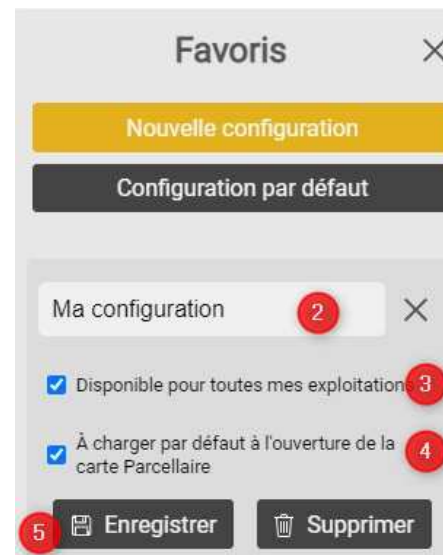 Favoris
Nouvelle configuration
Configuration par défaut
Ma configuration 2
Disponible pour toutes mes exploitations 3
À charger par défaut à l'ouverture de la 4
carte Parcellaire
5 Enregistrer Supprimer